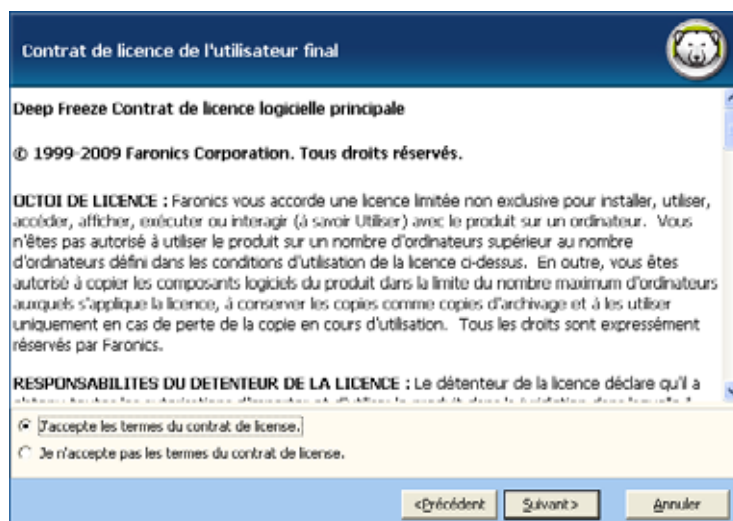 Contrat de licence de l'utilisateur final
Deep Freeze Contrat de licence logicielle principale
© 1999-2009 Faronics Corporation. Tous droits réservés.
OCTOI DE LICENCE : Faronics vous accorde une licence limitée non exclusive pour installer, utiliser,
accéder, afficher, exécuter ou interagir (à savoir Utiliser) avec le produit sur un ordinateur. Vous
n'êtes pas autorisé à utiliser le produit sur un nombre d'ordinateurs supérieur au nombre
d'ordinateurs défini dans les conditions d'utilisation de la licence ci-dessus. En outre, vous êtes
autorisé à copier les composants logiciels du produit dans la limite du nombre maximum d'ordinateurs
auxquels s'applique la licence, à conserver les copies comme copies d'archivage et à les utiliser
uniquement en cas de perte de la copie en cours d'utilsation. Tous les droits sont expressément
réservés par Faronics.
RESPONSABILITES DU DETENTEUR DE LA LICENCE : Le détenteur de la licence déclare qu'il a
J'accepte les termes du contrat de license.
Je n'accepte pas les termes du contrat de license.
<Précédent Suivant> Annuler